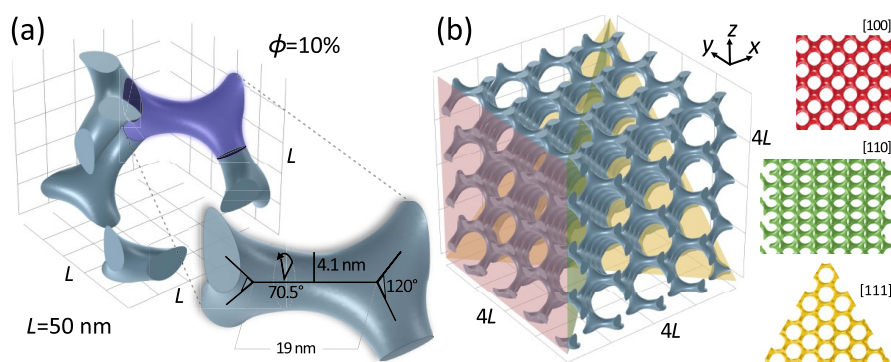 (a)
ϕ=10%
L
L
L
L=50 nm
4.1 nm
70.5°
120°
19 nm
(b)
z
y
x
4L
4L
4L
[100]
[110]
[111]